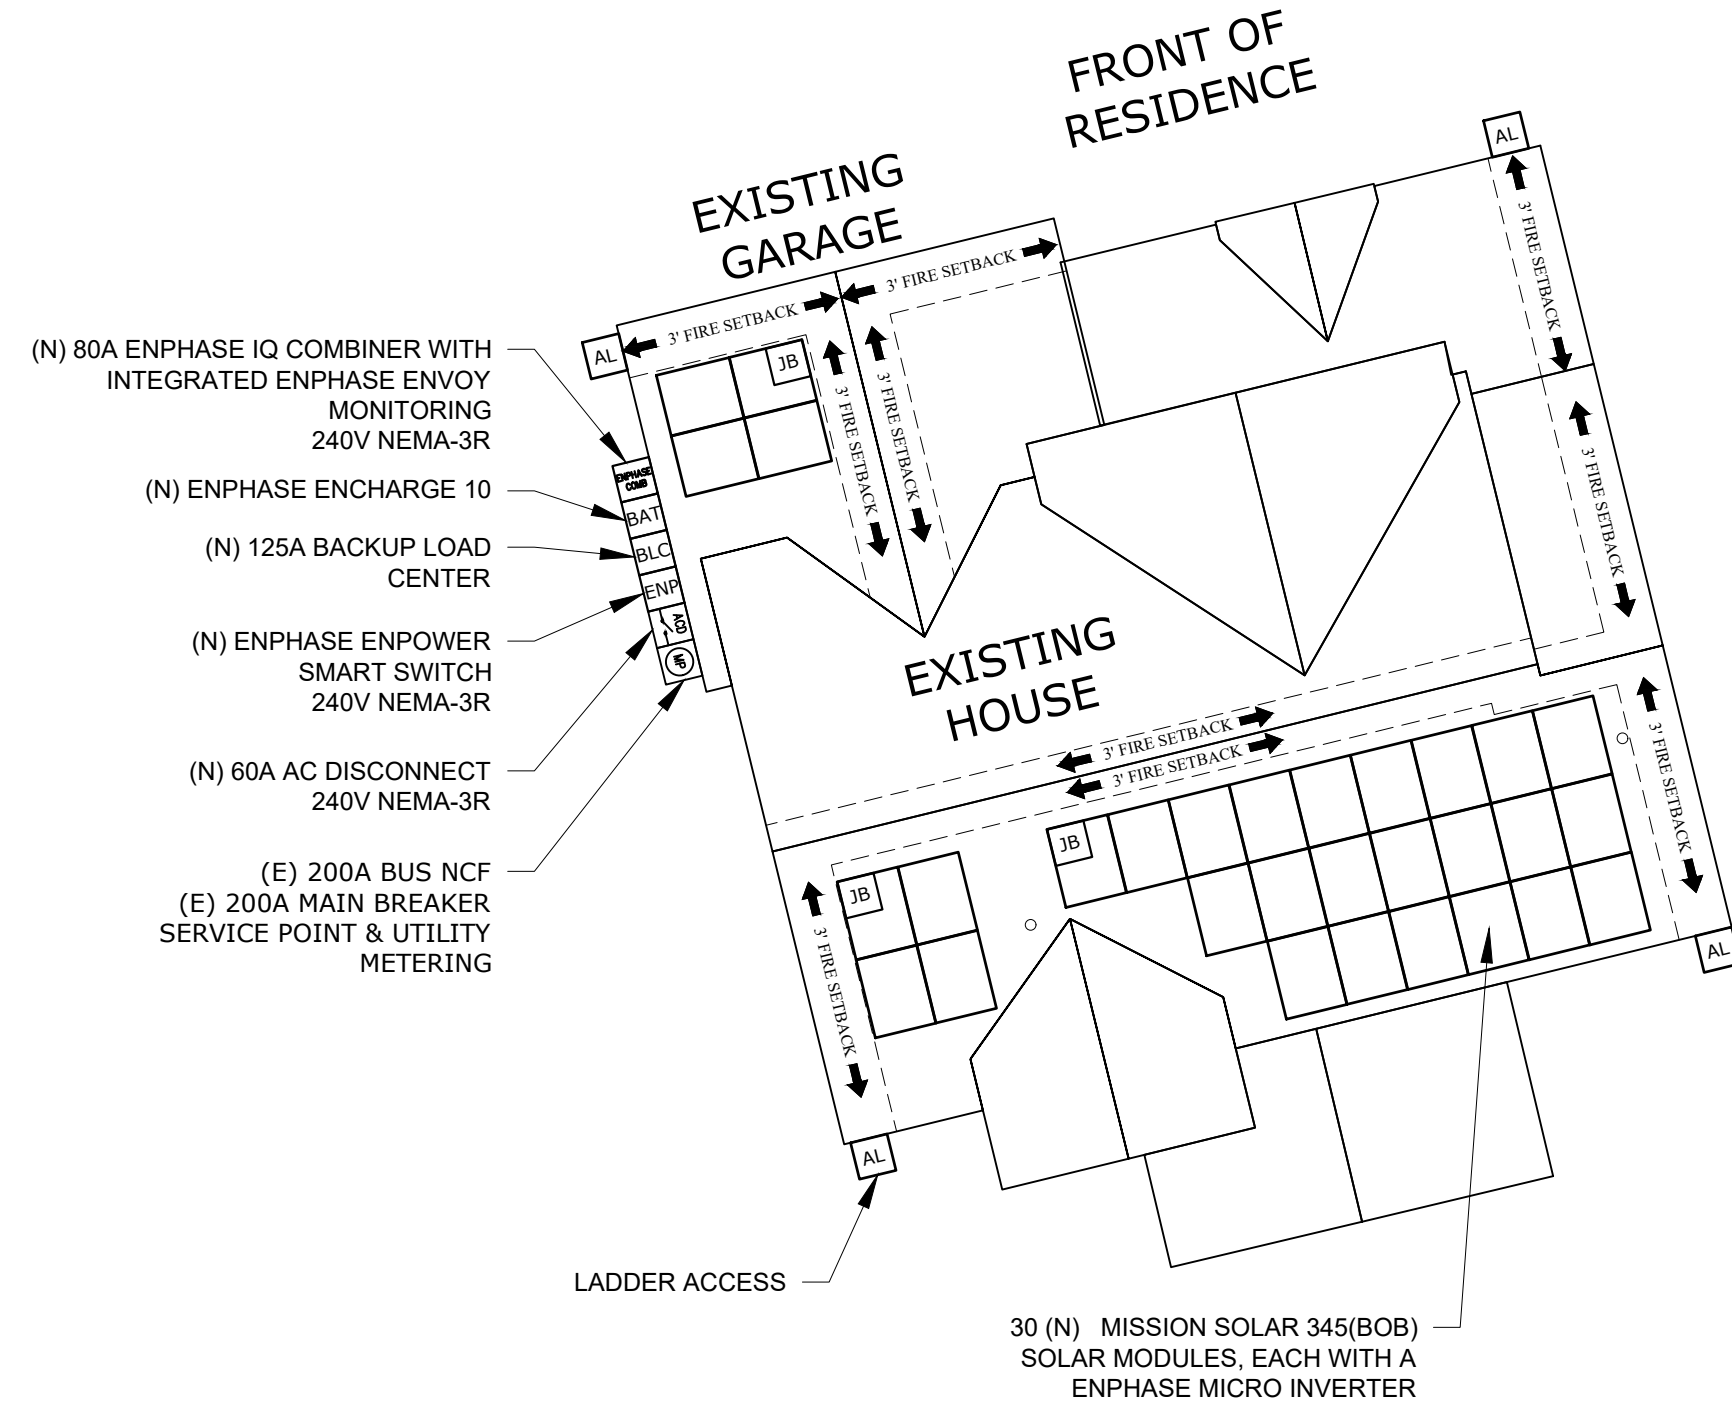 FRONT OF
RESIDENCE
EXISTING
GARAGE
AL
AL
3' FIRE SETBACK
3' FIRE SETBACK
3' FIRE SETBACK
3' FIRE SETBACK
3' FIRE SETBACK
3' FIRE SETBACK
JB
(N) 80A ENPHASE IQ COMBINER WITH
INTEGRATED ENPHASE ENVOY
MONITORING
240V NEMA-3R
ENPHASE
COMB
(N) ENPHASE ENCHARGE 10
BAT
(N) 125A BACKUP LOAD
CENTER
BLC
(N) ENPHASE ENPOWER
SMART SWITCH
240V NEMA-3R
ENP
(N) 60A AC DISCONNECT
240V NEMA-3R
ACD
(E) 200A BUS NCF
(E) 200A MAIN BREAKER
SERVICE POINT & UTILITY
METERING
MP
EXISTING
HOUSE
3' FIRE SETBACK
3' FIRE SETBACK
3' FIRE SETBACK
3' FIRE SETBACK
JB
JB
AL
AL
LADDER ACCESS
30 (N) MISSION SOLAR 345(BOB)
SOLAR MODULES, EACH WITH A
ENPHASE MICRO INVERTER